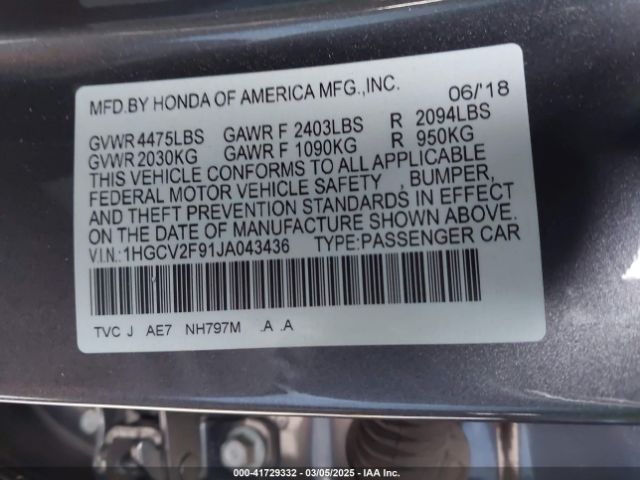 MFD.BY HONDA OF AMERICA MFG.,INC. 06/'18
GVWR 4475LBS GAWR F 2403LBS R 2094LBS
GVWR 2030KG GAWR F 1090KG R 950KG
THIS VEHICLE CONFORMS TO ALL APPLICABLE
FEDERAL MOTOR VEHICLE SAFETY , BUMPER,
AND THEFT PREVENTION STANDARDS IN EFFECT
ON THE DATE OF MANUFACTURE SHOWN ABOVE.
V.I.N.: 1HGCV2F91JA043436 TYPE:PASSENGER CAR
TVC J AE7 NH797M .A .A
000-41729332 | 03/05/2025 - IAA Inc.